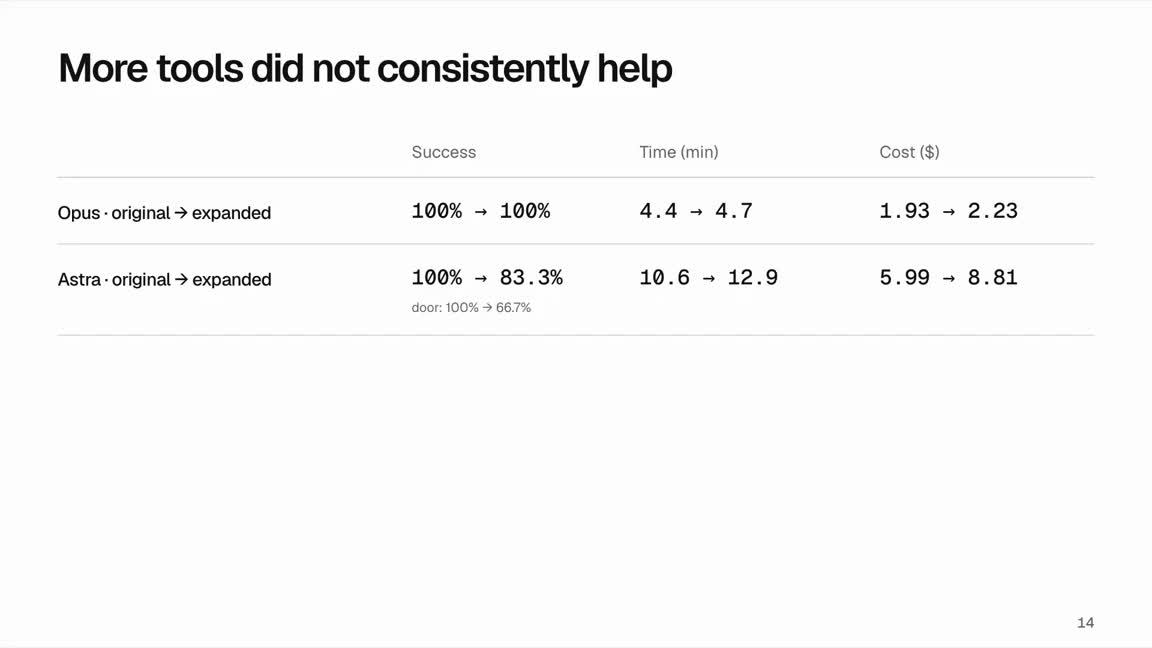 More tools did not consistently help
Success Time (min) Cost ($)
Opus · original → expanded 100% → 100% 4.4 → 4.7 1.93 → 2.23
Astra · original → expanded 100% → 83.3% 10.6 → 12.9 5.99 → 8.81
door: 100% → 66.7%
14